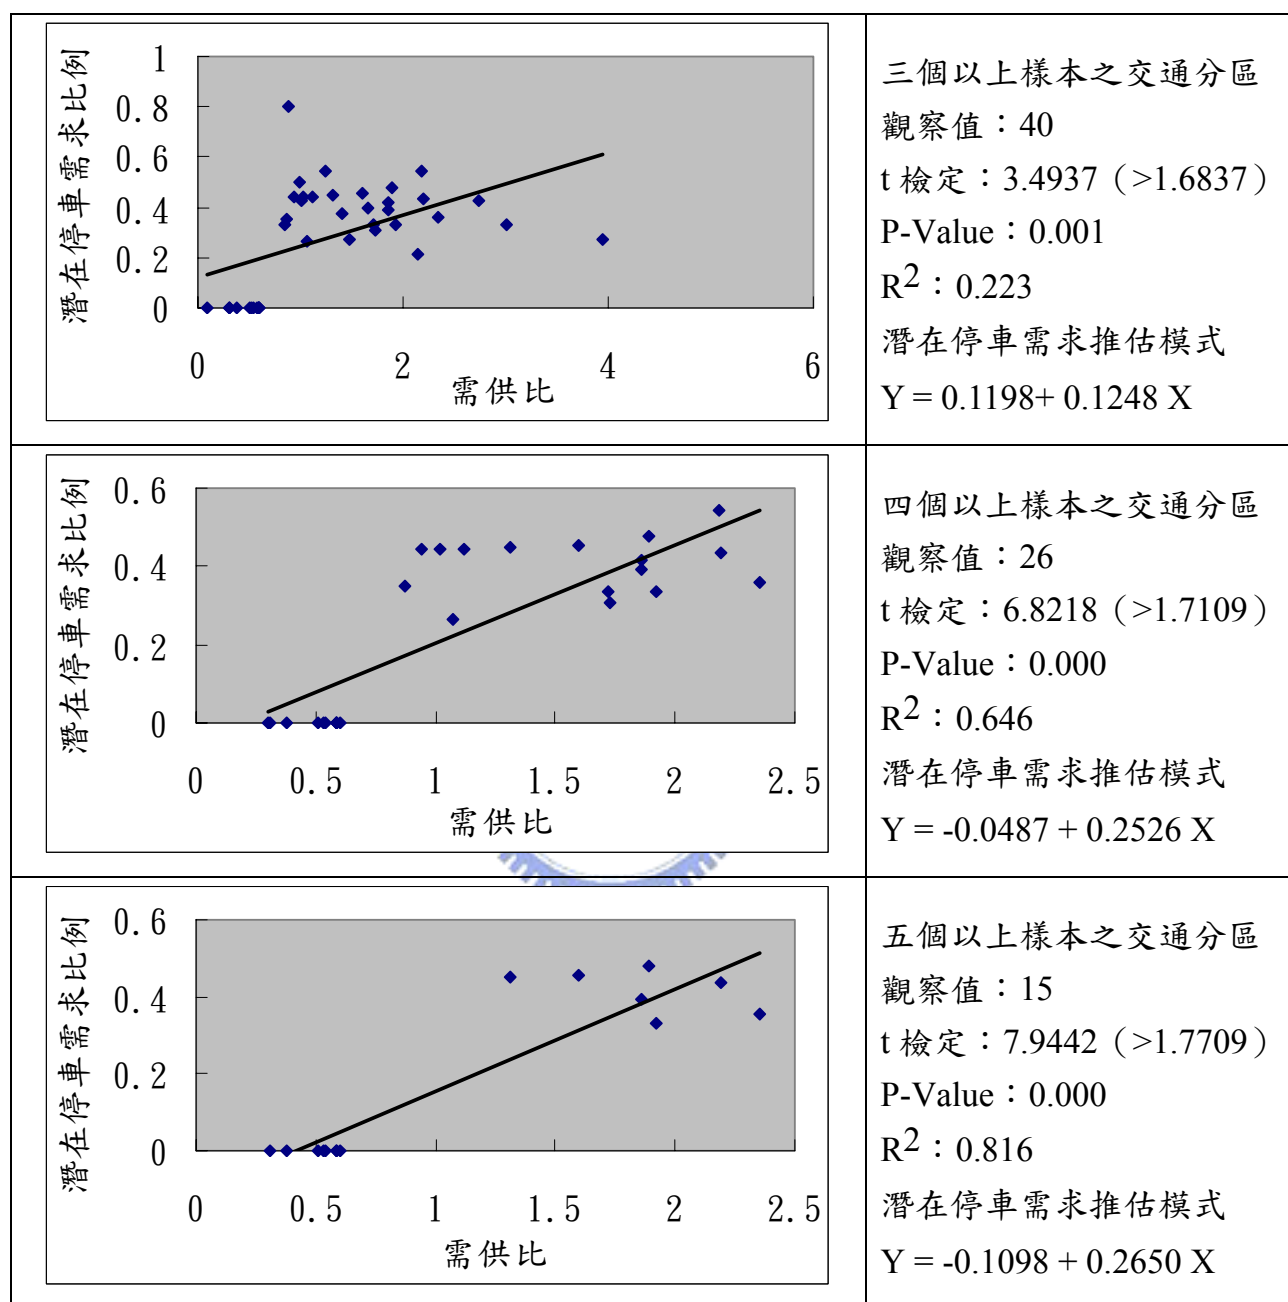 潛在停車需求比例
1
0.8
0.6
0.4
0.2
0
0 2 4 6
需供比
三個以上樣本之交通分區
觀察值：40
t 檢定：3.4937（>1.6837）
P-Value：0.001
R2：0.223
潛在停車需求推估模式
Y = 0.1198+ 0.1248 X
潛在停車需求比例
0.6
0.4
0.2
0
0 0.5 1 1.5 2 2.5
需供比
四個以上樣本之交通分區
觀察值：26
t 檢定：6.8218（>1.7109）
P-Value：0.000
R2：0.646
潛在停車需求推估模式
Y = -0.0487 + 0.2526 X
潛在停車需求比例
0.6
0.4
0.2
0
0 0.5 1 1.5 2 2.5
需供比
五個以上樣本之交通分區
觀察值：15
t 檢定：7.9442（>1.7709）
P-Value：0.000
R2：0.816
潛在停車需求推估模式
Y = -0.1098 + 0.2650 X